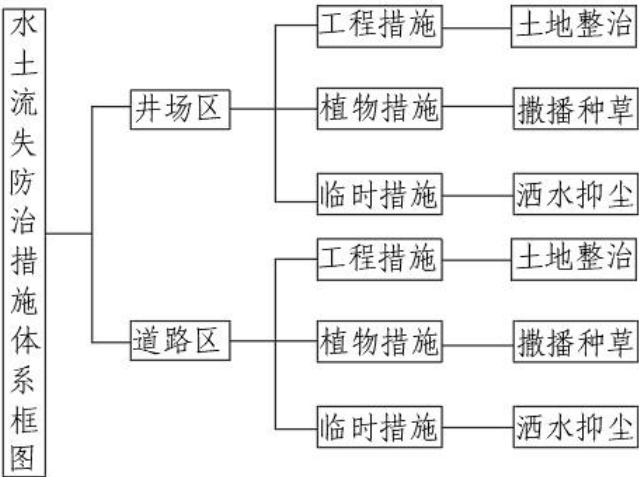 水土流失防治措施体系框图
井场区
工程措施
土地整治
植物措施
撒播种草
临时措施
洒水抑尘
道路区
工程措施
土地整治
植物措施
撒播种草
临时措施
洒水抑尘